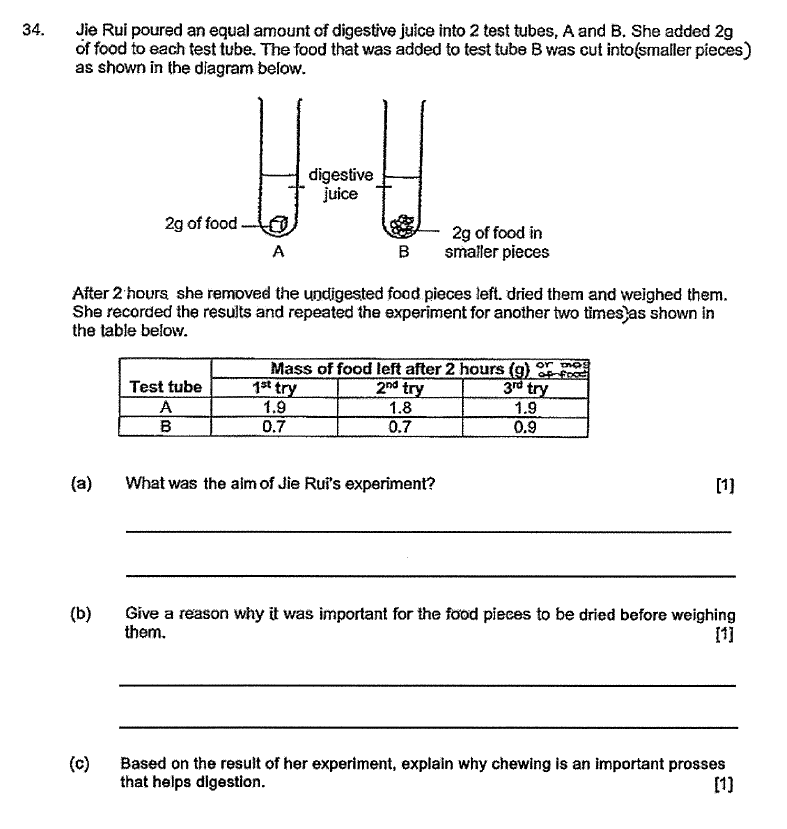 34. Jie Rui poured an equal amount of digestive juice into 2 test tubes, A and B. She added 2g
of food to each test tube. The food that was added to test tube B was cut into (smaller pieces)
as shown in the diagram below.
digestive
juice
2g of food
2g of food in
smaller pieces
A
B
After 2 hours she removed the undigested food pieces left. dried them and weighed them.
She recorded the results and repeated the experiment for another two times) as shown in
the table below.
Mass of food left after 2 hours (g) or mag of food
Test tube 1st try 2nd try 3rd try
A 1.9 1.8 1.9
B 0.7 0.7 0.9
(a) What was the aim of Jie Rui's experiment? [1]
(b) Give a reason why it was important for the food pieces to be dried before weighing
them. [1]
(c) Based on the result of her experiment, explain why chewing is an important prosses
that helps digestion. [1]